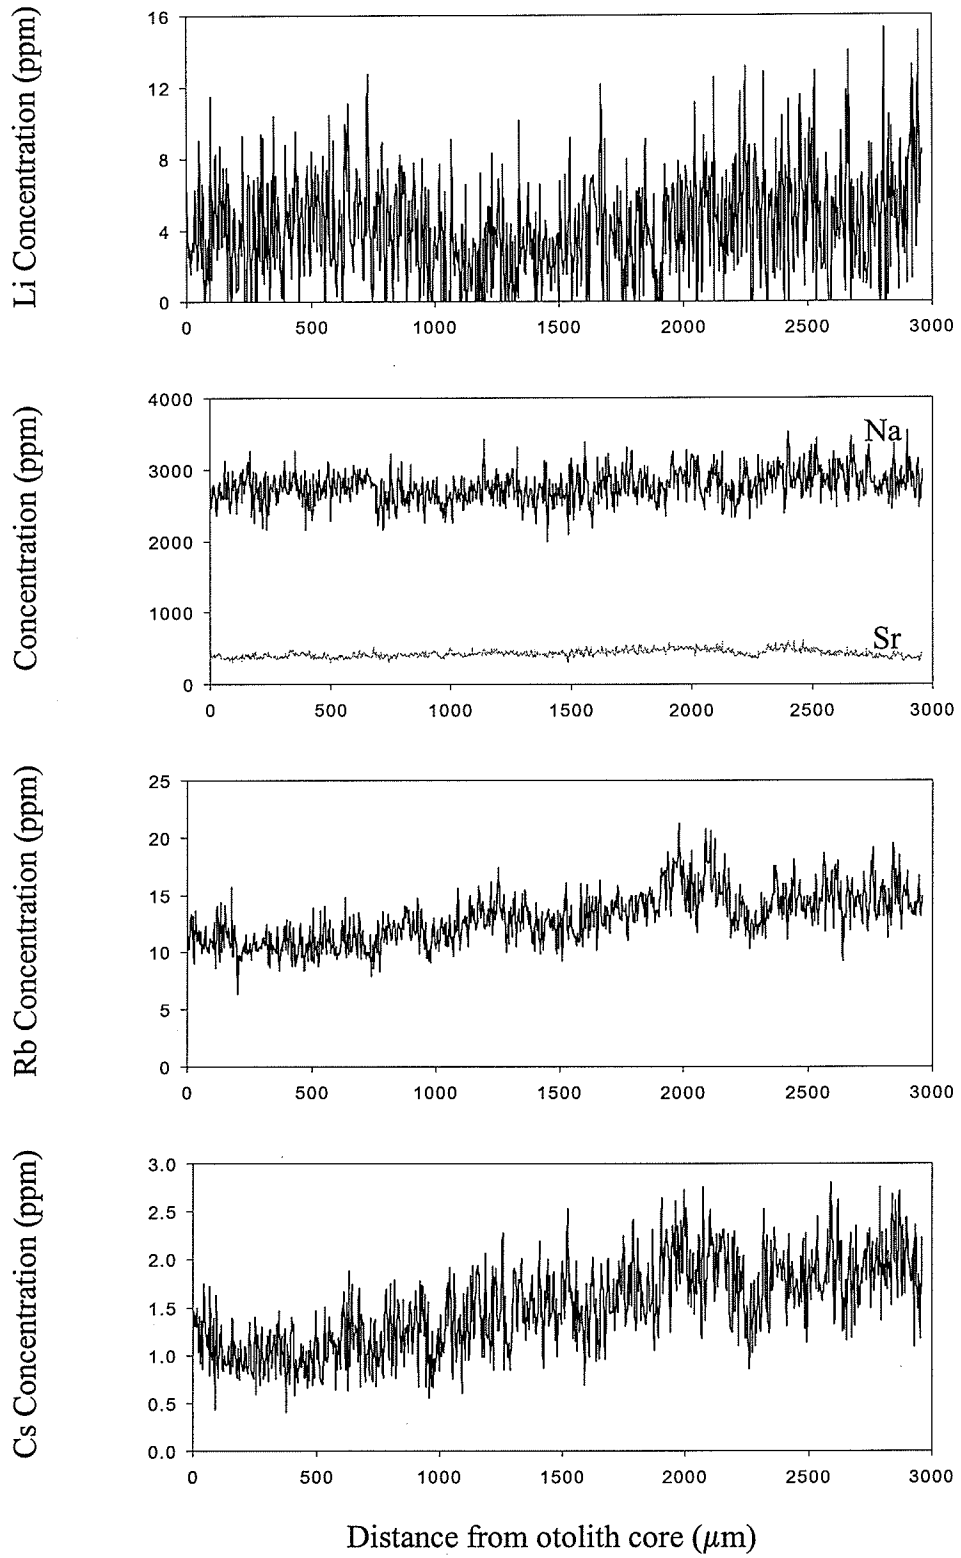 Li Concentration (ppm)
16
12
8
4
0
0 500 1000 1500 2000 2500 3000
Concentration (ppm)
4000
3000
2000
1000
0
Na
Sr
0 500 1000 1500 2000 2500 3000
Rb Concentration (ppm)
25
20
15
10
5
0
0 500 1000 1500 2000 2500 3000
Cs Concentration (ppm)
3.0
2.5
2.0
1.5
1.0
0.5
0.0
0 500 1000 1500 2000 2500 3000
Distance from otolith core (µm)